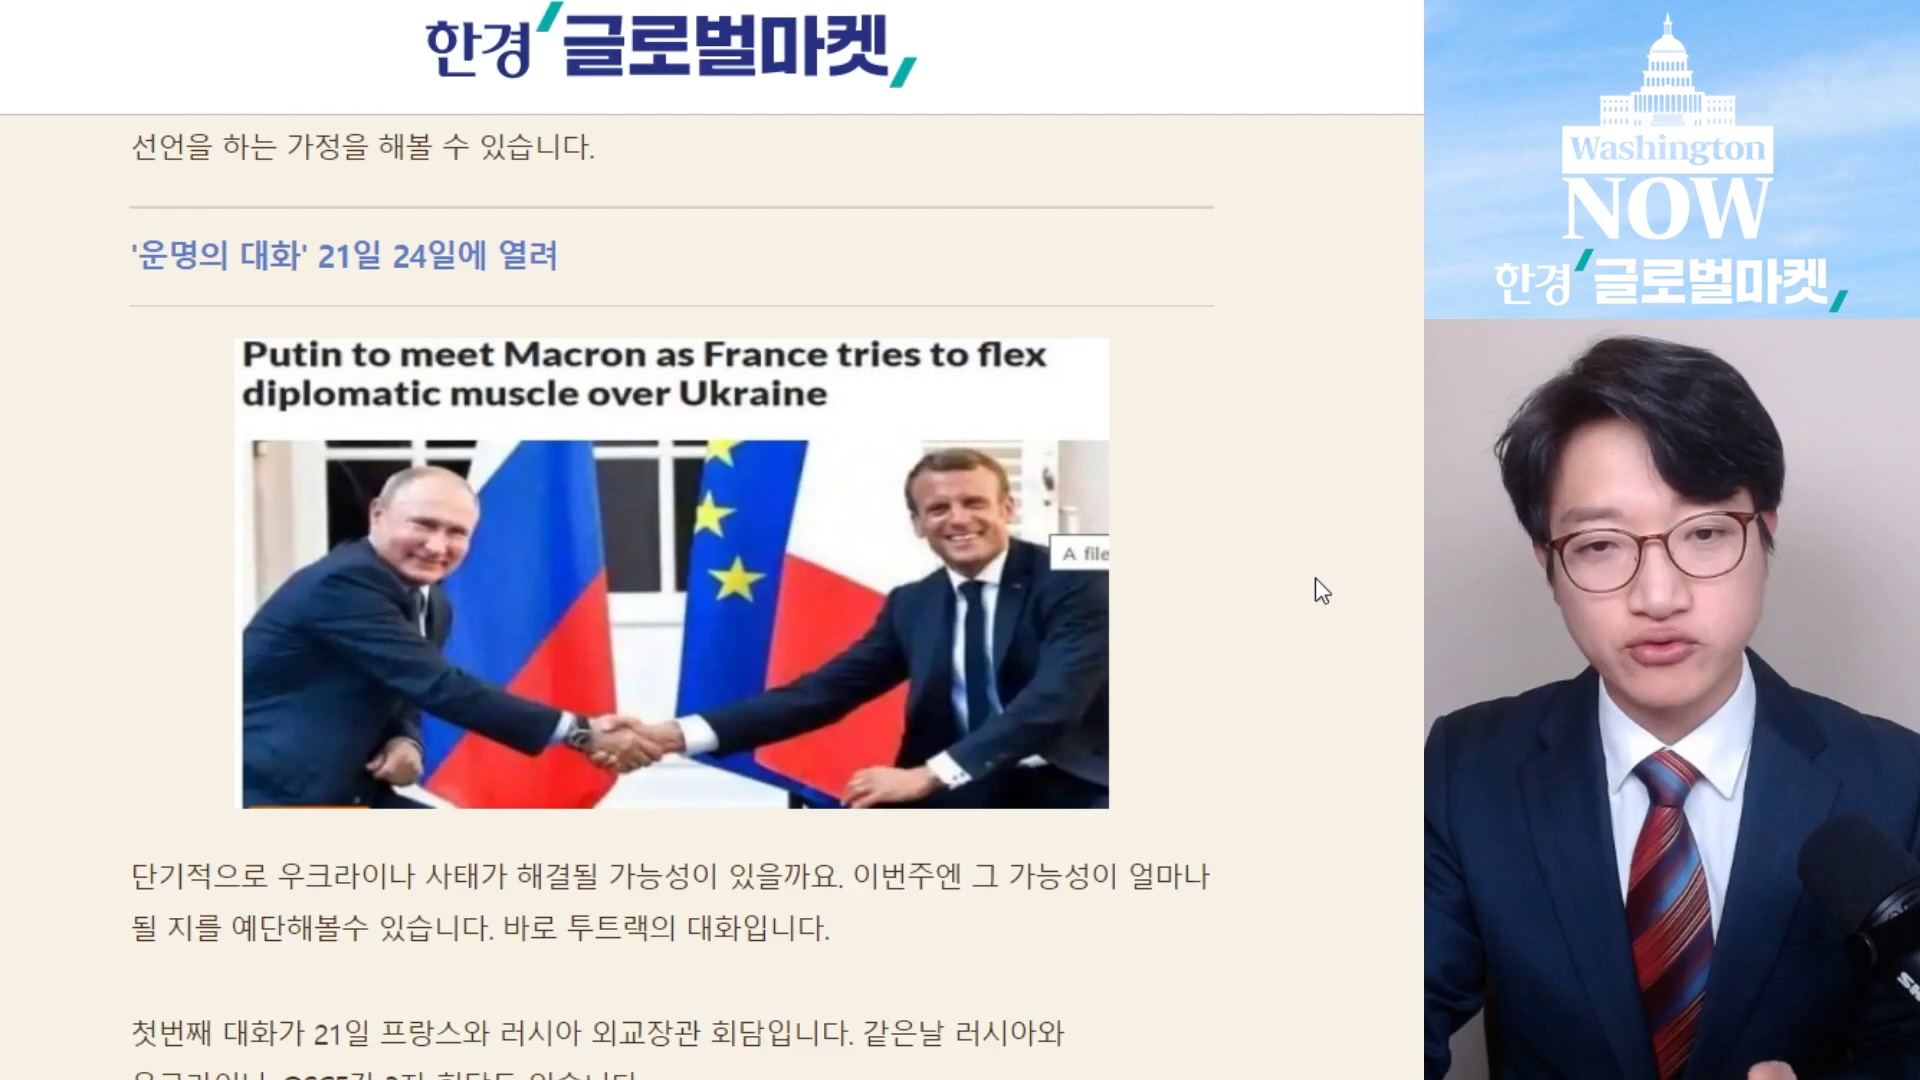 한경 글로벌마켓
선언을 하는 가정을 해볼 수 있습니다.
'운명의 대화' 21일 24일에 열려
Putin to meet Macron as France tries to flex
diplomatic muscle over Ukraine
A file
단기적으로 우크라이나 사태가 해결될 가능성이 있을까요. 이번주엔 그 가능성이 얼마나
될 지를 예단해볼수 있습니다. 바로 투트랙의 대화입니다.
첫번째 대화가 21일 프랑스와 러시아 외교장관 회담입니다. 같은날 러시아와
Washington
NOW
한경 글로벌마켓